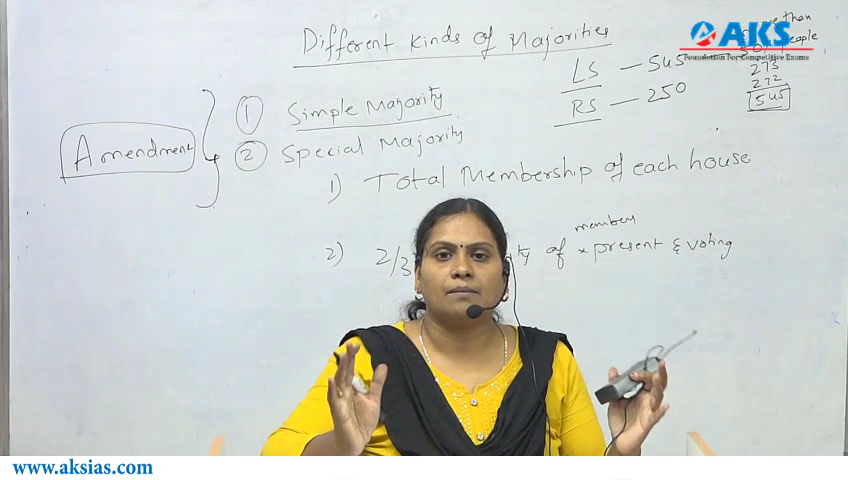 AKS
Foundation For Competitive Exams
Different Kinds of Majorities
than
people
LS — 545
273
272
545
RS — 250
Amendment
1 Simple Majority
2 Special Majority
1) Total Membership of each house
members
2) 2/3 ity of x present & voting
www.aksias.com